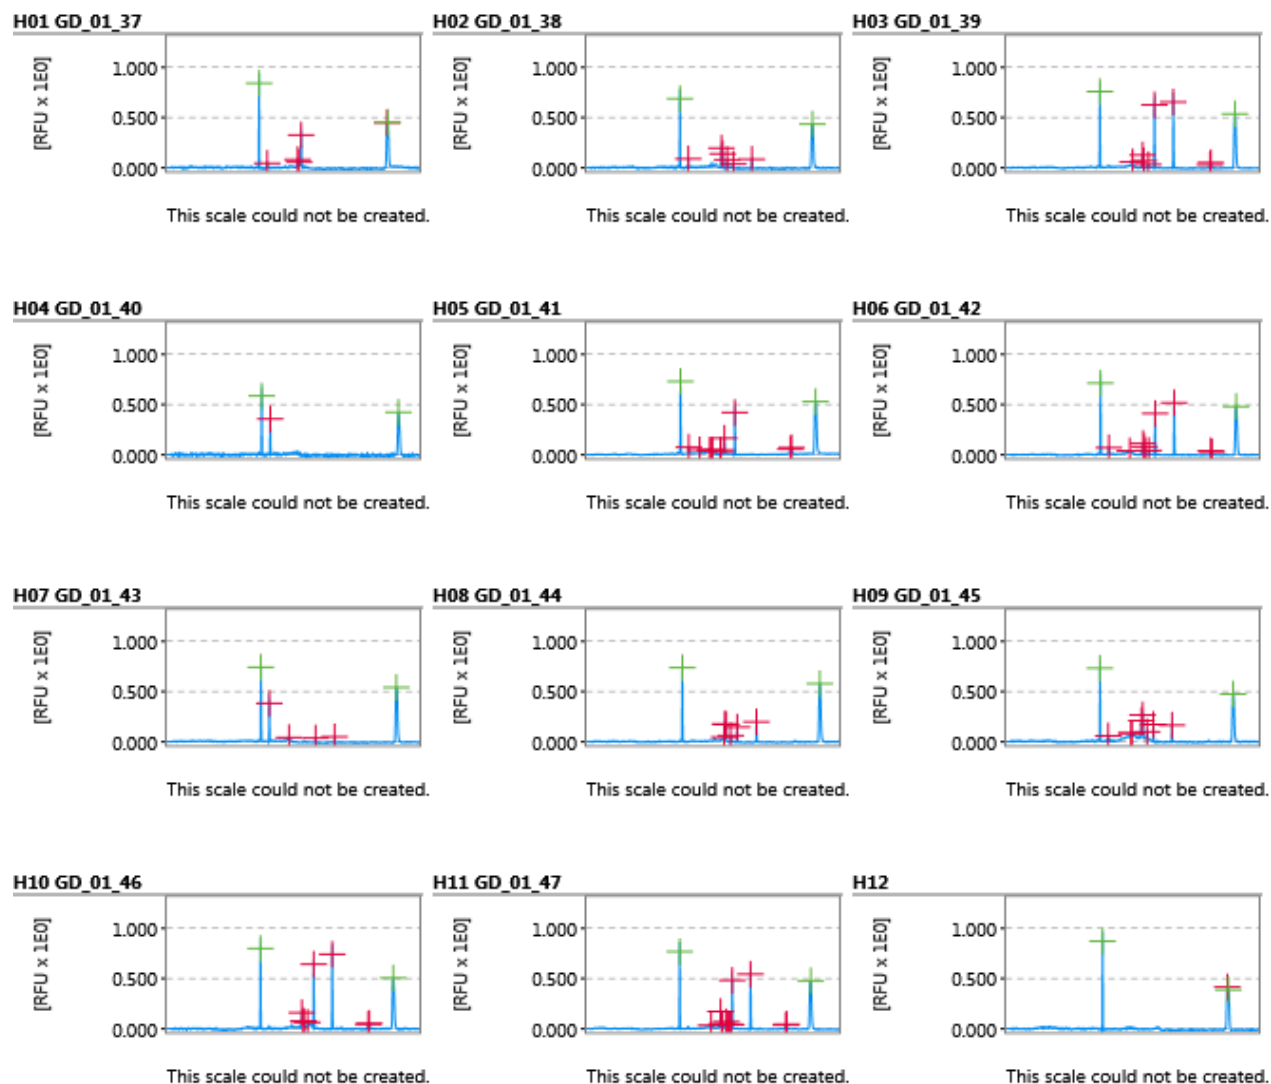 H01 GD_01_37
H02 GD_01_38
H03 GD_01_39
[RFU x 1E0]
1.000
0.500
0.000
[RFU x 1E0]
1.000
0.500
0.000
[RFU x 1E0]
1.000
0.500
0.000
This scale could not be created.
This scale could not be created.
This scale could not be created.
H04 GD_01_40
H05 GD_01_41
H06 GD_01_42
[RFU x 1E0]
1.000
0.500
0.000
[RFU x 1E0]
1.000
0.500
0.000
[RFU x 1E0]
1.000
0.500
0.000
This scale could not be created.
This scale could not be created.
This scale could not be created.
H07 GD_01_43
H08 GD_01_44
H09 GD_01_45
[RFU x 1E0]
1.000
0.500
0.000
[RFU x 1E0]
1.000
0.500
0.000
[RFU x 1E0]
1.000
0.500
0.000
This scale could not be created.
This scale could not be created.
This scale could not be created.
H10 GD_01_46
H11 GD_01_47
H12
[RFU x 1E0]
1.000
0.500
0.000
[RFU x 1E0]
1.000
0.500
0.000
[RFU x 1E0]
1.000
0.500
0.000
This scale could not be created.
This scale could not be created.
This scale could not be created.